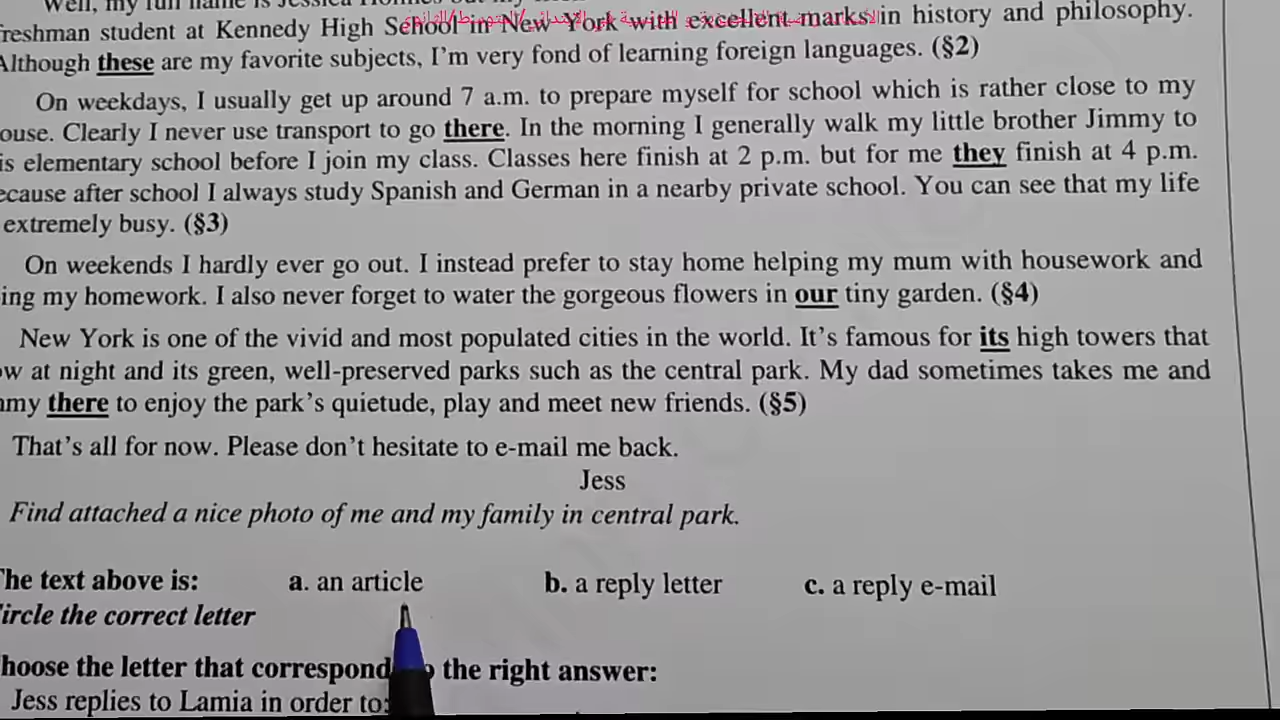 Well, my full name is Jessica
reshman student at Kennedy High School in New York with excellent marks in history and philosophy.
Although these are my favorite subjects, I'm very fond of learning foreign languages. (§2)
On weekdays, I usually get up around 7 a.m. to prepare myself for school which is rather close to my
ouse. Clearly I never use transport to go there. In the morning I generally walk my little brother Jimmy to
is elementary school before I join my class. Classes here finish at 2 p.m. but for me they finish at 4 p.m.
ecause after school I always study Spanish and German in a nearby private school. You can see that my life
extremely busy. (§3)
On weekends I hardly ever go out. I instead prefer to stay home helping my mum with housework and
ing my homework. I also never forget to water the gorgeous flowers in our tiny garden. (§4)
New York is one of the vivid and most populated cities in the world. It's famous for its high towers that
ow at night and its green, well-preserved parks such as the central park. My dad sometimes takes me and
my there to enjoy the park's quietude, play and meet new friends. (§5)
That's all for now. Please don't hesitate to e-mail me back.
Jess
Find attached a nice photo of me and my family in central park.
The text above is: a. an article b. a reply letter c. a reply e-mail
ircle the correct letter
hoose the letter that correspond the right answer:
Jess replies to Lamia in order to: